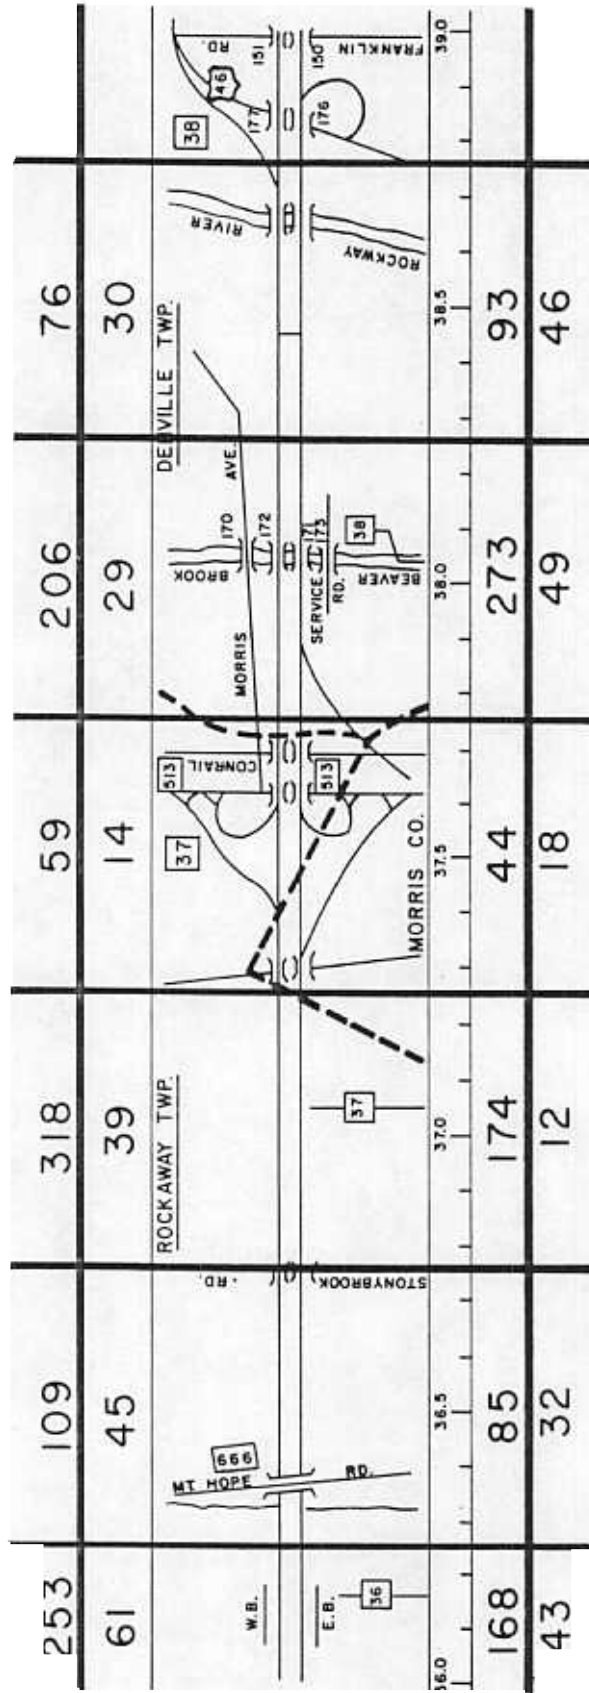 FRANKLIN
RD.
151
150
39.0
46
38
177
176
RIVER
ROCKWAY
38.5
76
30
93
46
DENVILLE TWP.
AVE.
170
172
171
173
38
BROOK
SERVICE
RD.
BEAVER
38.0
206
29
273
49
MORRIS
513
CONRAIL
513
37
MORRIS CO.
37.5
59
14
44
18
318
39
ROCKAWAY TWP.
37
37.0
174
12
RD.
STONYBROOK
109
45
36.5
85
32
666
MT. HOPE
RD.
253
61
W.B.
E.B.
36
36.0
168
43